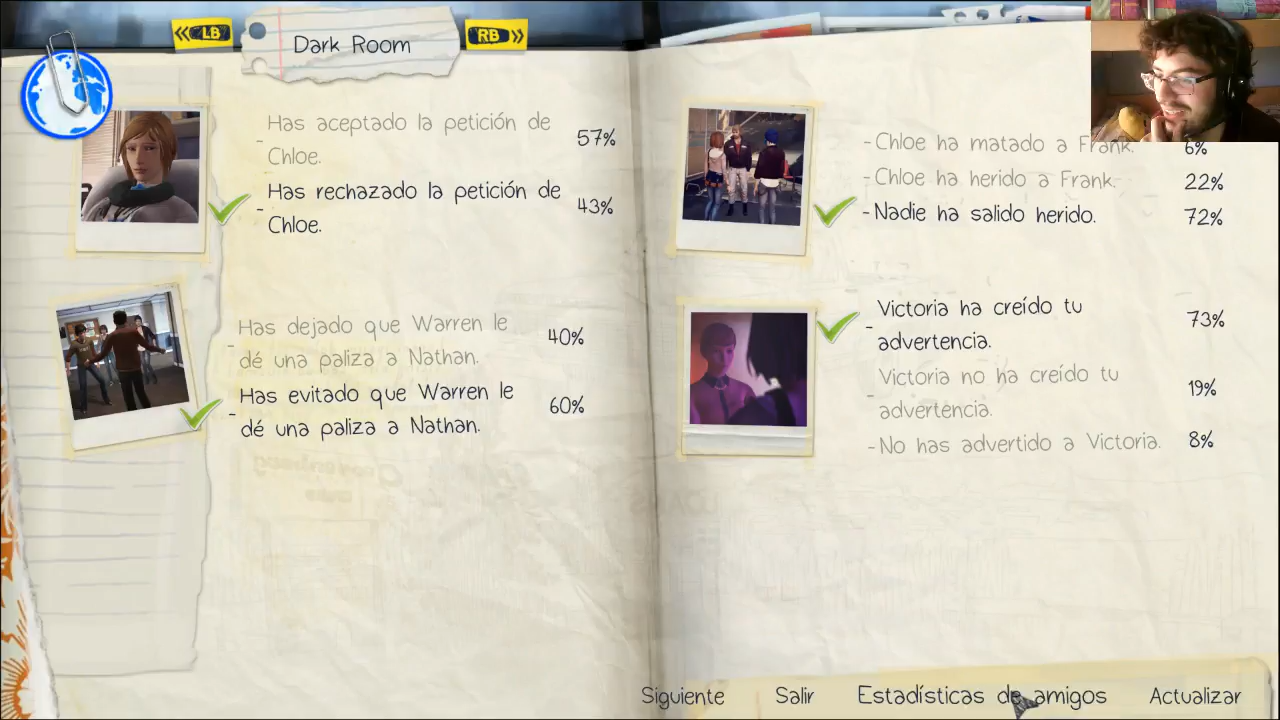 LB
Dark Room
RB
- Has aceptado la petición de
Chloe.
57%
- Has rechazado la petición de
Chloe.
43%
- Has dejado que Warren le
dé una paliza a Nathan.
40%
- Has evitado que Warren le
dé una paliza a Nathan.
60%
-Chloe ha matado a Frank.
6%
-Chloe ha herido a Frank.
22%
-Nadie ha salido herido.
72%
- Victoria ha creído tu
advertencia.
73%
- Victoria no ha creído tu
advertencia.
19%
-No has advertido a Victoria.
8%
Siguiente
Salir
Estadísticas de amigos
Actualizar